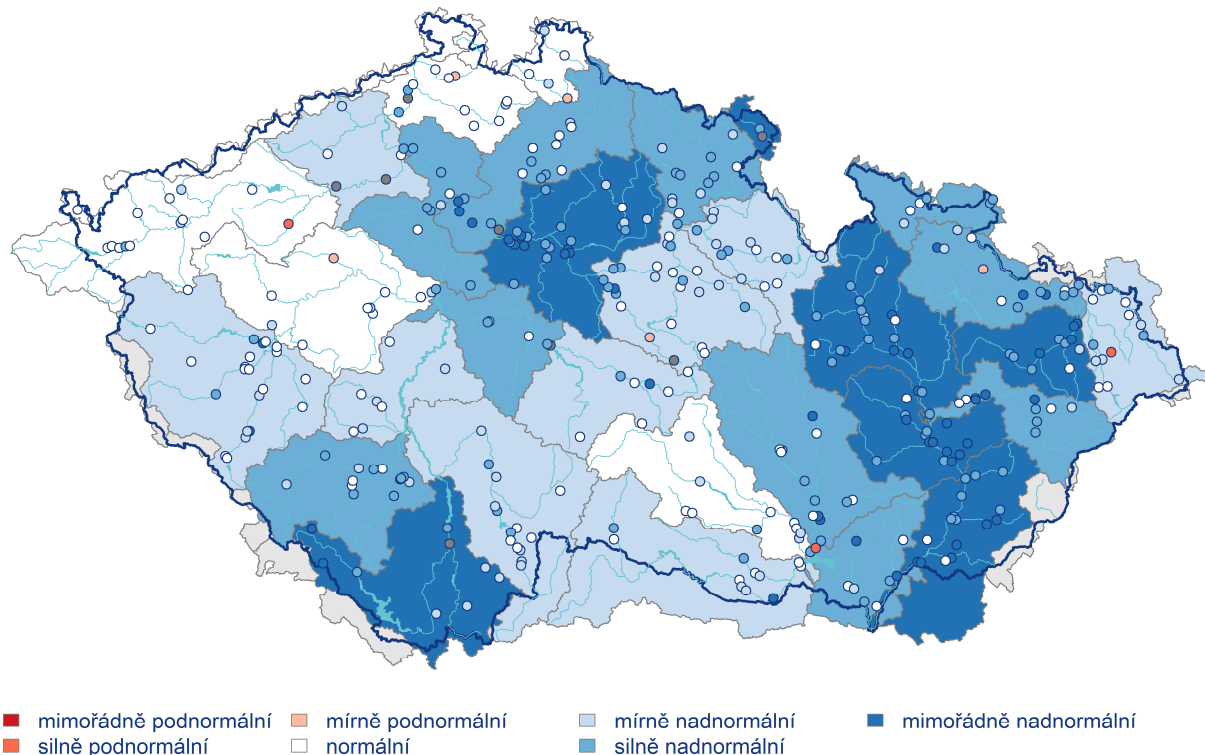 mimořádně podnormální
mírně podnormální
mírně nadnormální
mimořádně nadnormální
silně podnormální
normální
silně nadnormální